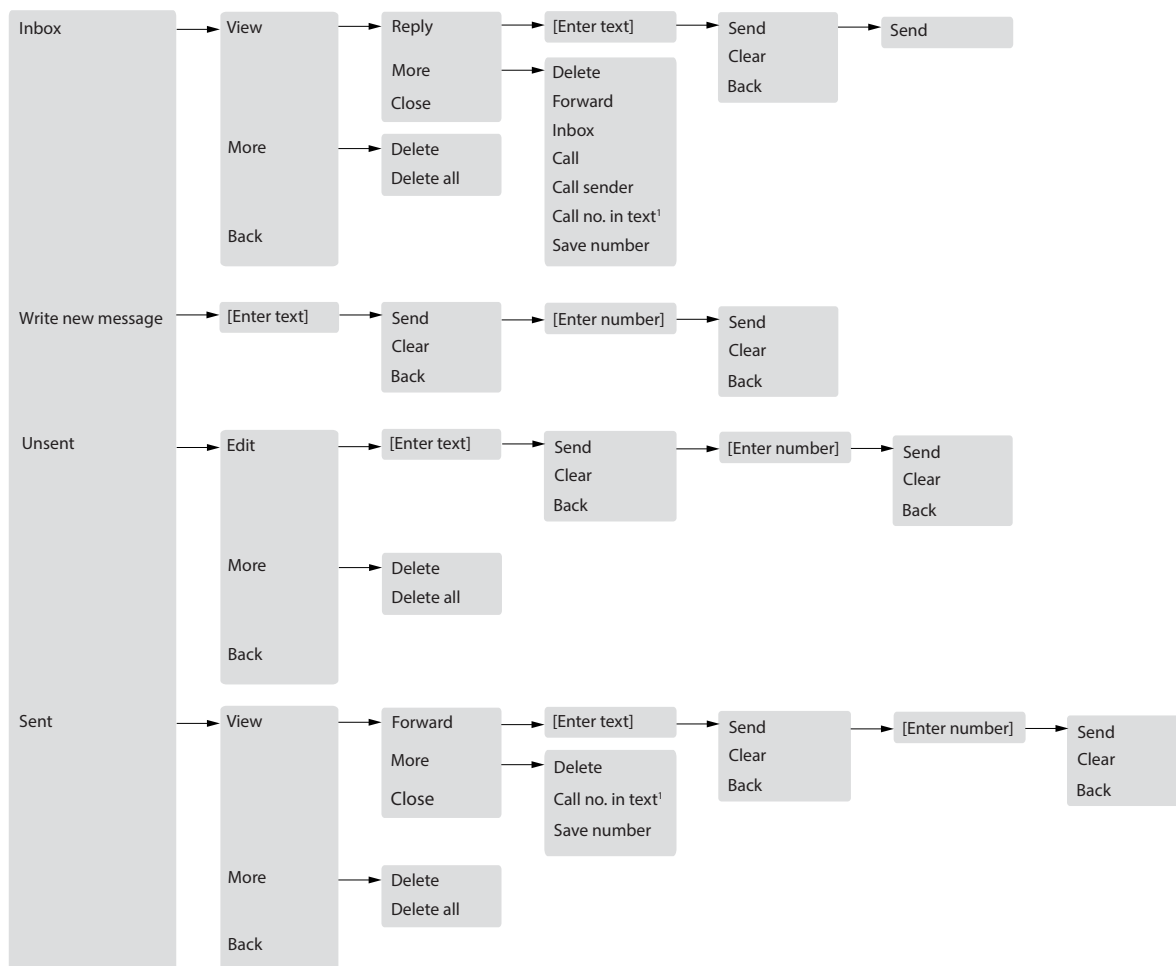 Inbox
View
Reply
[Enter text]
Send
Send
Clear
Back
More
Close
Delete
Forward
Inbox
Call
Call sender
Call no. in text¹
Save number
More
Delete
Delete all
Back
Write new message
[Enter text]
Send
Clear
Back
[Enter number]
Send
Clear
Back
Unsent
Edit
[Enter text]
Send
Clear
Back
[Enter number]
Send
Clear
Back
More
Delete
Delete all
Back
Sent
View
Forward
[Enter text]
Send
Clear
Back
[Enter number]
Send
Clear
Back
More
Close
Delete
Call no. in text¹
Save number
More
Delete
Delete all
Back